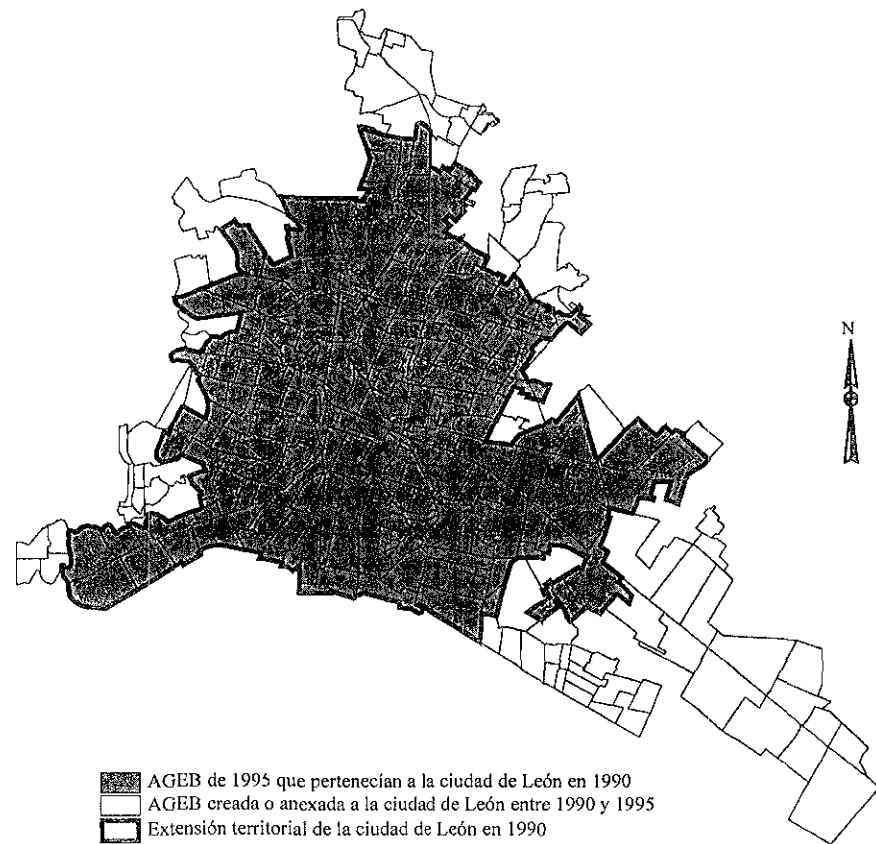 N
AGEB de 1995 que pertenecían a la ciudad de León en 1990
AGEB creada o anexada a la ciudad de León entre 1990 y 1995
Extensión territorial de la ciudad de León en 1990